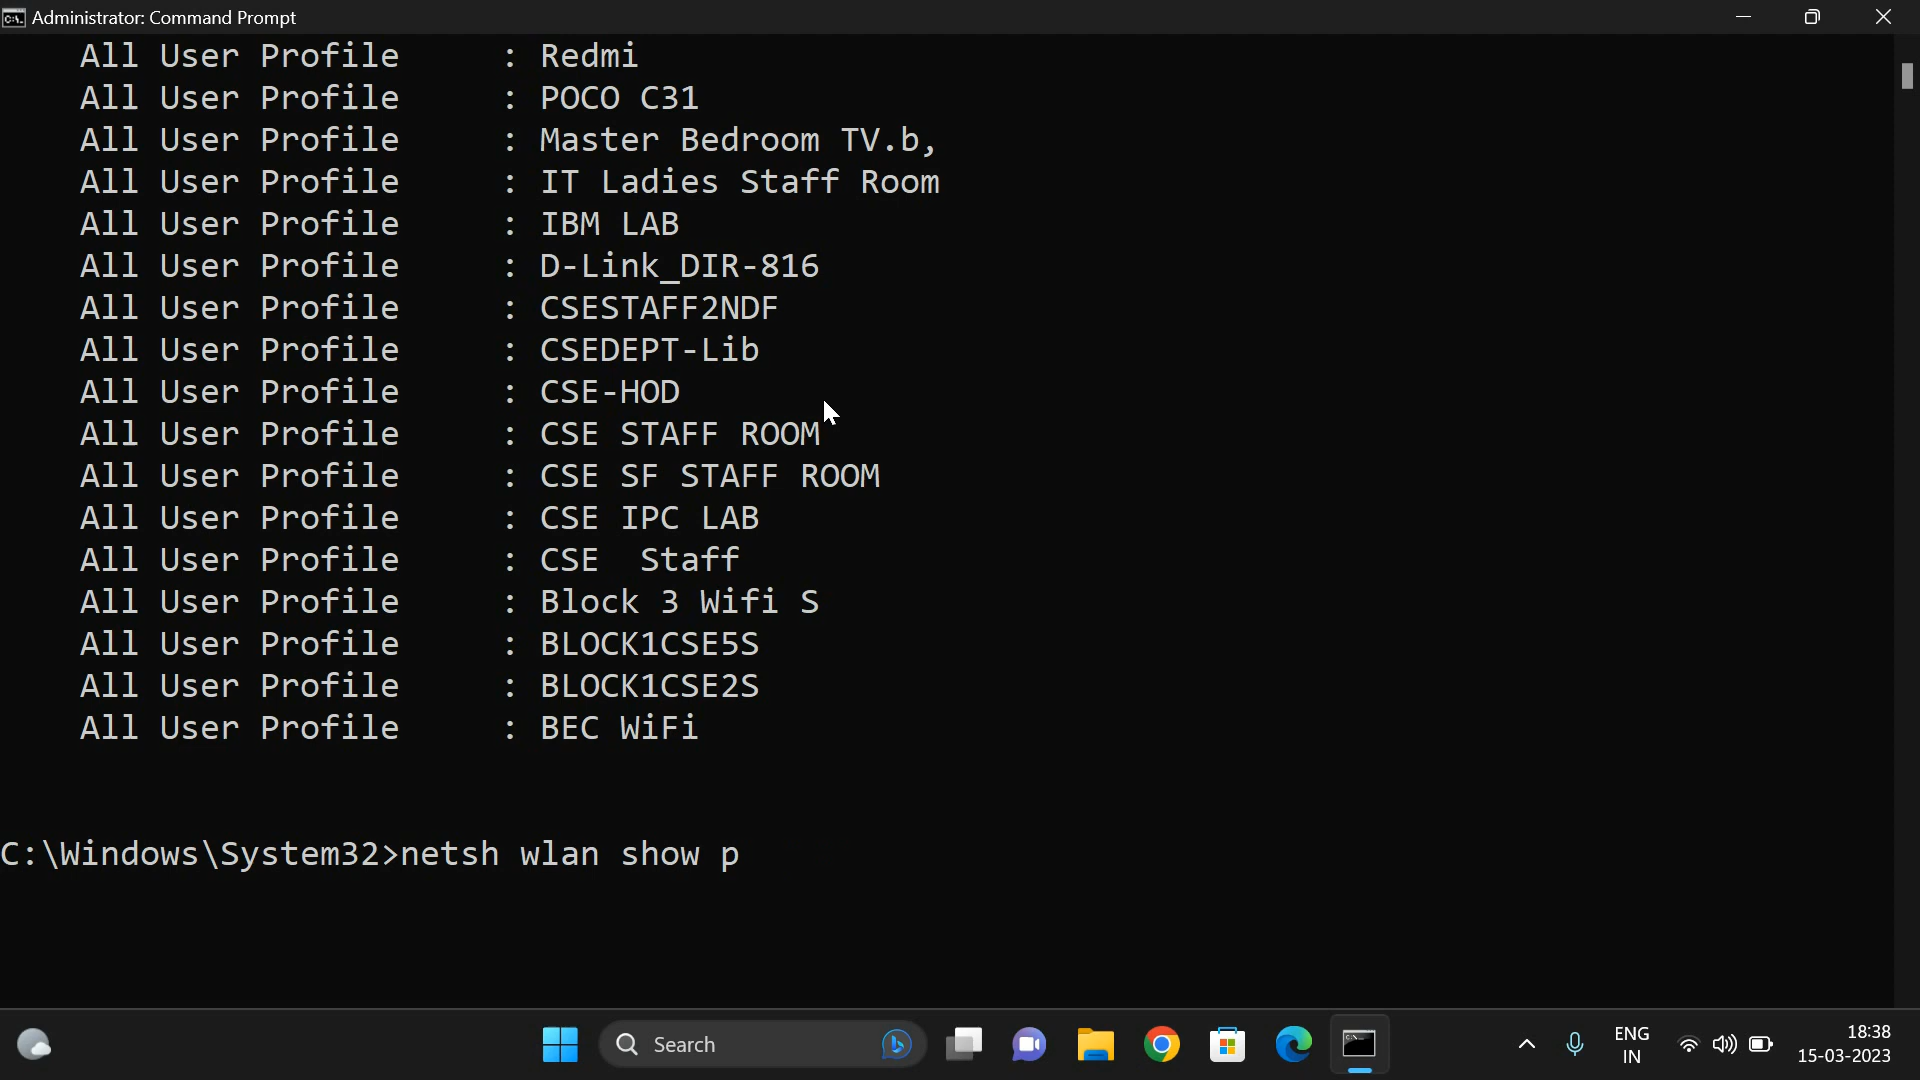 Administrator: Command Prompt
All User Profile : Redmi
All User Profile : POCO C31
All User Profile : Master Bedroom TV.b,
All User Profile : IT Ladies Staff Room
All User Profile : IBM LAB
All User Profile : D-Link_DIR-816
All User Profile : CSESTAFF2NDF
All User Profile : CSEDEPT-Lib
All User Profile : CSE-HOD
All User Profile : CSE STAFF ROOM
All User Profile : CSE SF STAFF ROOM
All User Profile : CSE IPC LAB
All User Profile : CSE  Staff
All User Profile : Block 3 Wifi S
All User Profile : BLOCK1CSE5S
All User Profile : BLOCK1CSE2S
All User Profile : BEC WiFi
C:\Windows\System32>netsh wlan show p
Search
ENG
IN
18:38
15-03-2023